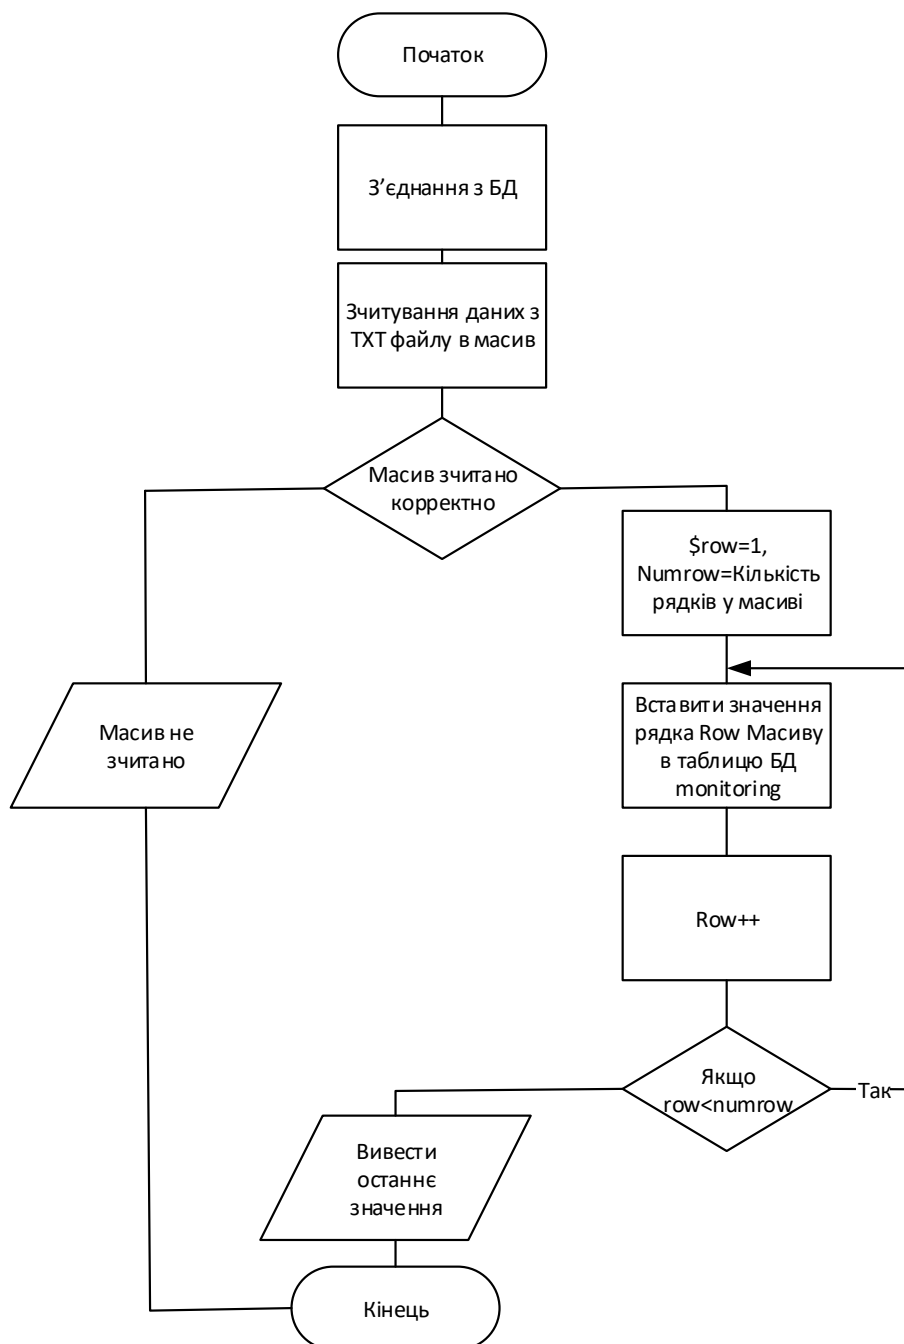 Початок
З’єднання з БД
Зчитування даних з
ТХТ файлу в масив
Масив зчитано
корректно
$row=1,
Numrow=Кількість
рядків у масиві
Масив не
зчитано
Вставити значення
рядка Row Масиву
в таблицю БД
monitoring
Row++
Якщо
row<numrow
Так
Вивести
останнє
значення
Кінець